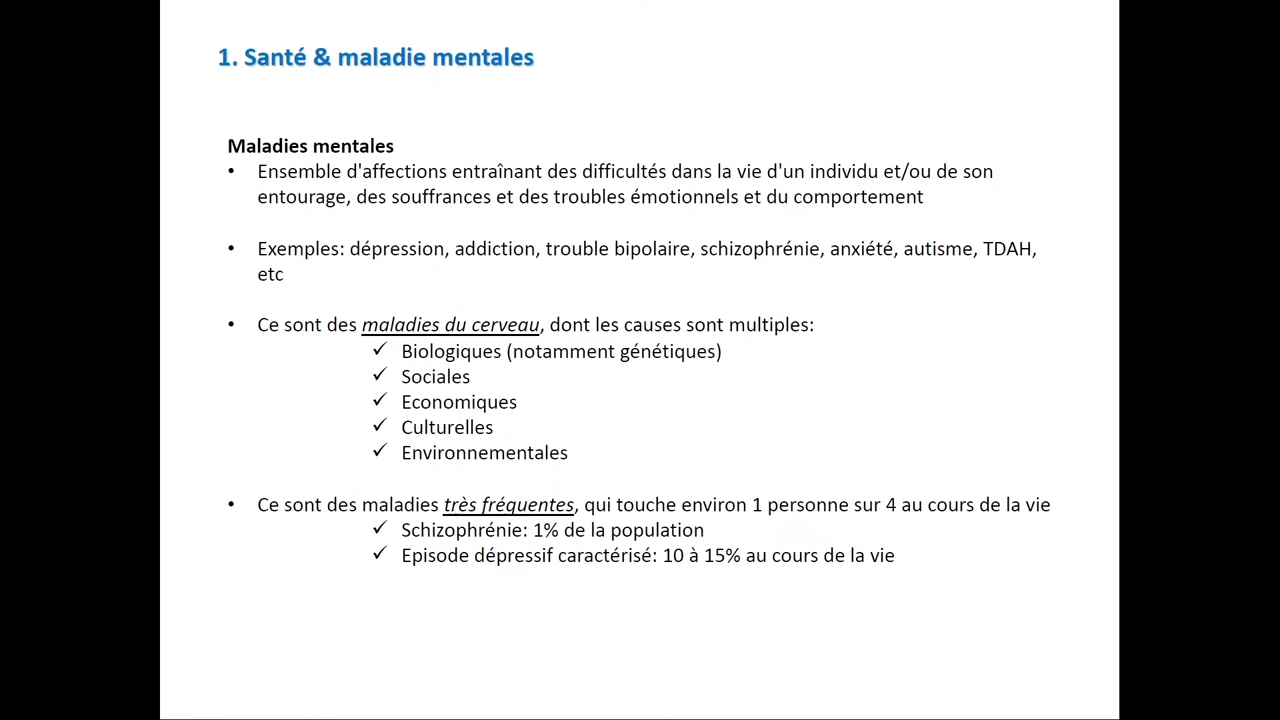 1. Santé & maladie mentales
Maladies mentales
• Ensemble d'affections entraînant des difficultés dans la vie d'un individu et/ou de son
entourage, des souffrances et des troubles émotionnels et du comportement
• Exemples: dépression, addiction, trouble bipolaire, schizophrénie, anxiété, autisme, TDAH,
etc
• Ce sont des maladies du cerveau, dont les causes sont multiples:
✓ Biologiques (notamment génétiques)
✓ Sociales
✓ Economiques
✓ Culturelles
✓ Environnementales
• Ce sont des maladies très fréquentes, qui touche environ 1 personne sur 4 au cours de la vie
✓ Schizophrénie: 1% de la population
✓ Episode dépressif caractérisé: 10 à 15% au cours de la vie